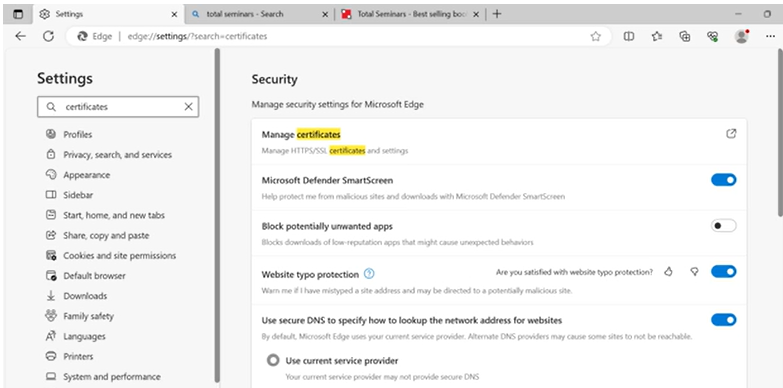 Settings
total seminars - Search
Total Seminars - Best selling boo
Edge
edge://settings/?search=certificates
Settings
certificates
Profiles
Privacy, search, and services
Appearance
Sidebar
Start, home, and new tabs
Share, copy and paste
Cookies and site permissions
Default browser
Downloads
Family safety
Languages
Printers
System and performance
Security
Manage security settings for Microsoft Edge
Manage certificates
Manage HTTPS/SSL certificates and settings
Microsoft Defender SmartScreen
Help protect me from malicious sites and downloads with Microsoft Defender SmartScreen
Block potentially unwanted apps
Blocks downloads of low-reputation apps that might cause unexpected behaviors
Website typo protection
Are you satisfied with website typo protection?
Warn me if I have mistyped a site address and may be directed to a potentially malicious site.
Use secure DNS to specify how to lookup the network address for websites
By default, Microsoft Edge uses your current service provider. Alternate DNS providers may cause some sites to not be reachable.
Use current service provider
Your current service provider may not provide secure DNS